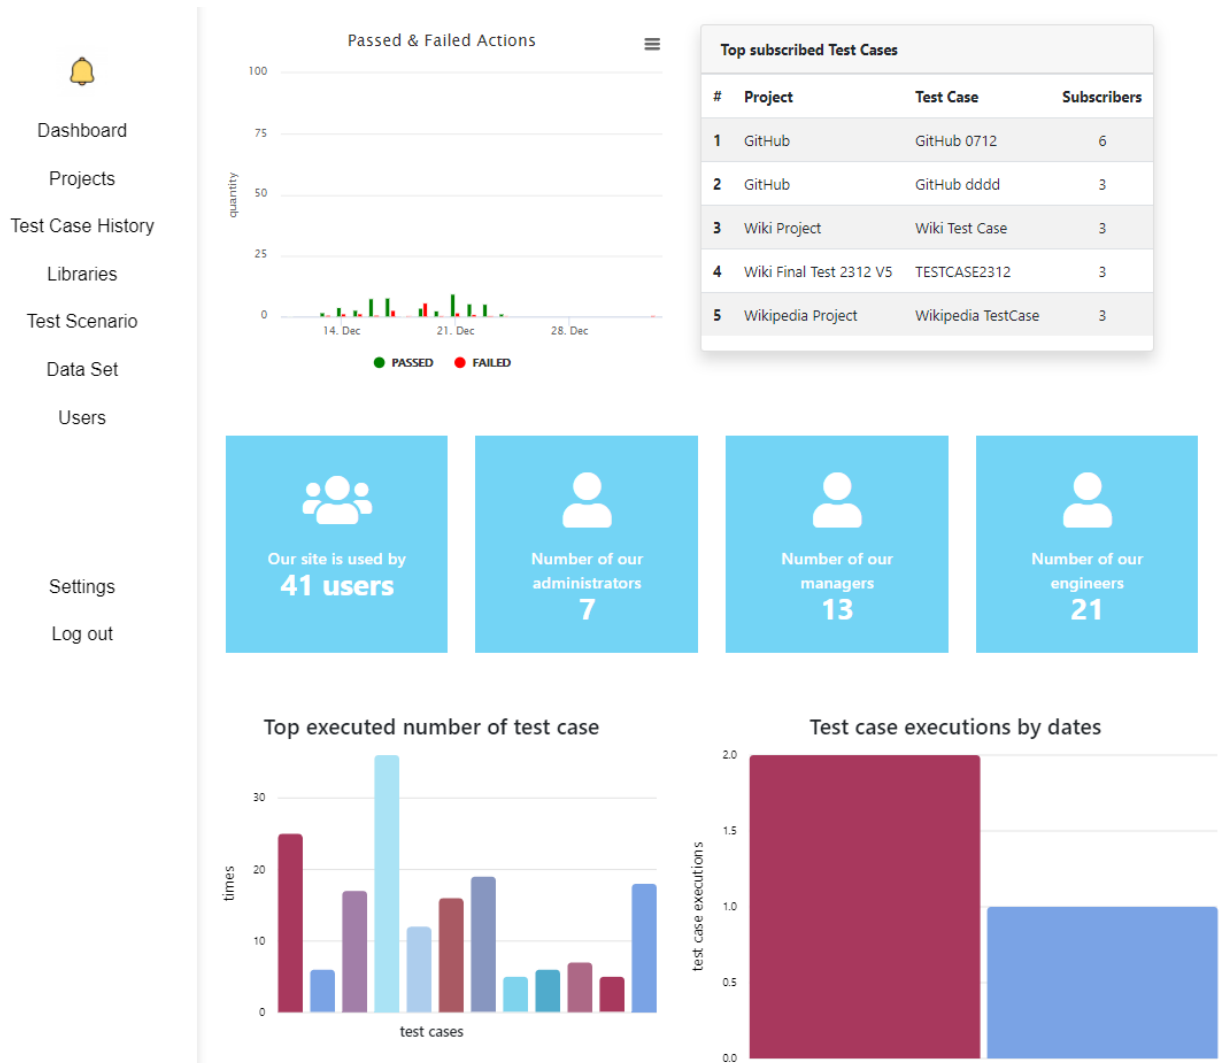 Dashboard
Projects
Test Case History
Libraries
Test Scenario
Data Set
Users
Settings
Log out
Passed & Failed Actions
quantity
100
75
50
25
0
14. Dec
21. Dec
28. Dec
PASSED
FAILED
Top subscribed Test Cases
# Project Test Case Subscribers
1 GitHub GitHub 0712 6
2 GitHub GitHub dddd 3
3 Wiki Project Wiki Test Case 3
4 Wiki Final Test 2312 V5 TESTCASE2312 3
5 Wikipedia Project Wikipedia TestCase 3
Our site is used by
41 users
Number of our
administrators
7
Number of our
managers
13
Number of our
engineers
21
Top executed number of test case
times
30
20
10
0
test cases
Test case executions by dates
test case executions
2.0
1.5
1.0
0.5
0.0